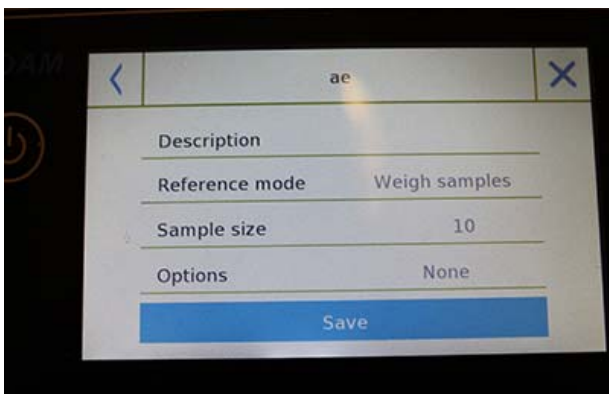 ae
Description
Reference mode Weigh samples
Sample size 10
Options None
Save